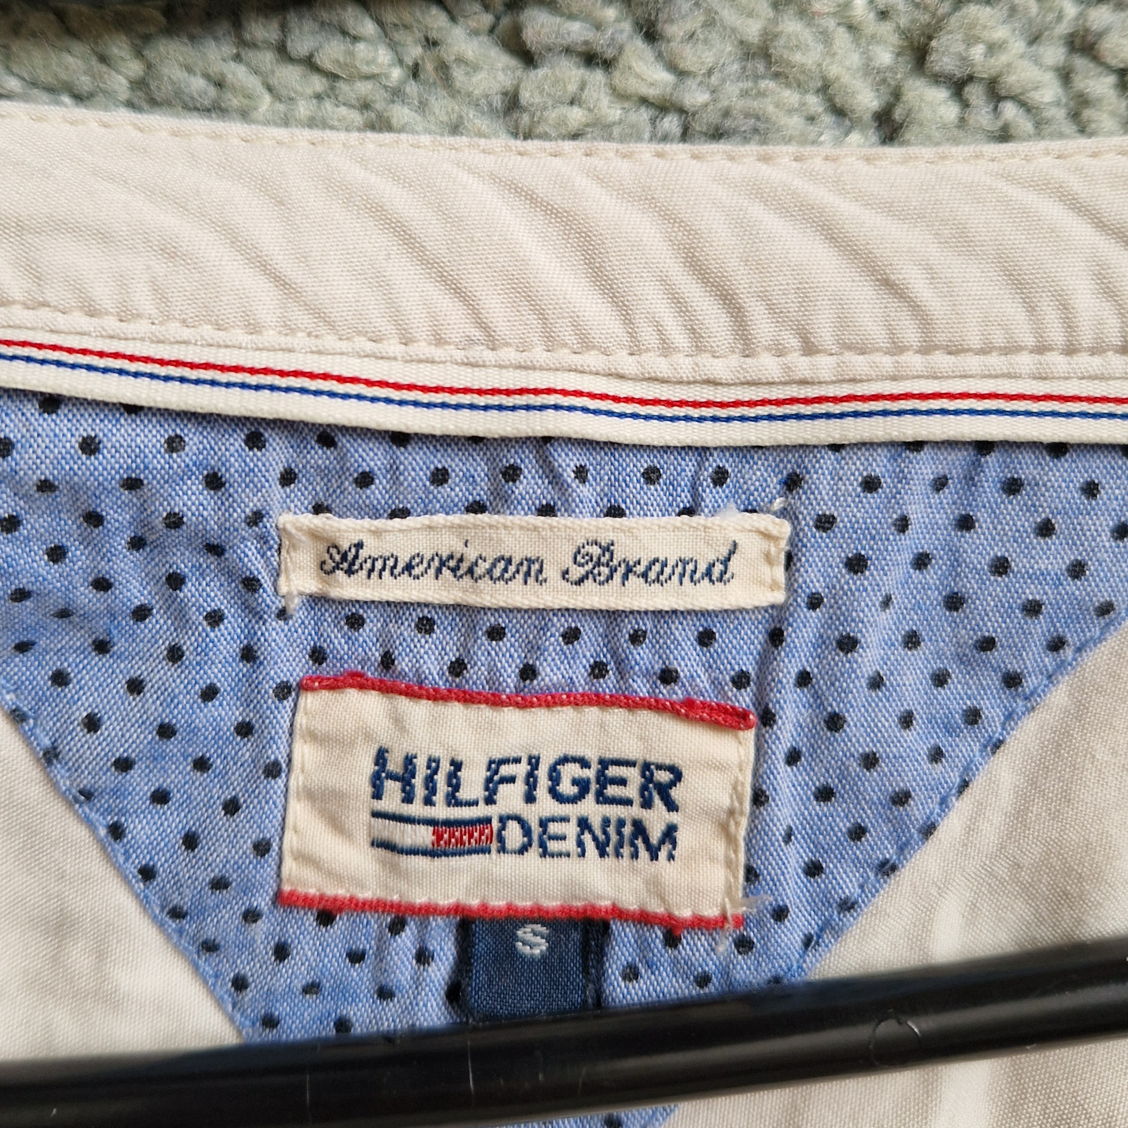 American Brand
HILFIGER
DENIM
S